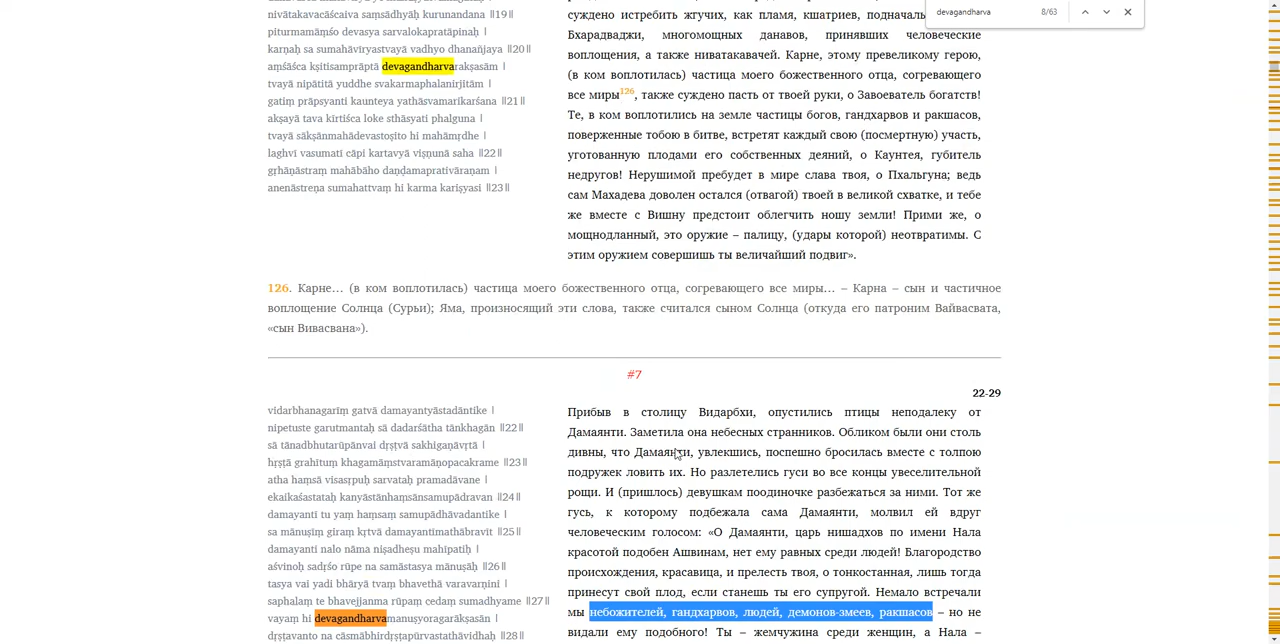 devagandharva 8/63
nivātakavacāścaiva saṃsādhyāḥ kurunandana ǁ19ǁ
piturmamāṃśo devasya sarvalokapratāpinaḥ ǀ
karṇaḥ sa sumahāvīryastvayā vadhyo dhanañjaya ǁ20ǁ
aṃśāśca kṣitisamprāptā devagandharvarakṣasām ǀ
tvayā nipātitā yuddhe svakarmaphalanirjitām ǀ
gatiṃ prāpsyanti kaunteya yathāsvamarikarśana ǁ21ǁ
akṣayā tava kīrtiśca loke sthāsyati phalguna ǀ
tvayā sākṣānmahādevastoṣito hi mahāmṛdhe ǀ
laghvī vasumatī cāpi kartavyā viṣṇunā saha ǁ22ǁ
gṛhāṇāstraṃ mahābāho daṇḍamaprativāraṇam ǀ
anenāstreṇa sumahattvaṃ hi karma kariṣyasi ǁ23ǁ
суждено истребить жгучих, как пламя, кшатриев, подначаль
Бхарадваджи, многомощных данавов, принявших человеческие
воплощения, а также ниватакавачей. Карне, этому превеликому герою,
(в ком воплотилась) частица моего божественного отца, согревающего
все миры126, также суждено пасть от твоей руки, о Завоеватель богатств!
Те, в ком воплотились на земле частицы богов, гандхарвов и ракшасов,
поверженные тобою в битве, встретят каждый свою (посмертную) участь,
уготованную плодами его собственных деяний, о Каунтея, губитель
недругов! Нерушимой пребудет в мире слава твоя, о Пхальгуна; ведь
сам Махадева доволен остался (отвагой) твоей в великой схватке, и тебе
же вместе с Вишну предстоит облегчить ношу земли! Прими же, о
мощнодланный, это оружие – палицу, (удары которой) неотвратимы. С
этим оружием совершишь ты величайший подвиг».
126. Карне… (в ком воплотилась) частица моего божественного отца, согревающего все миры… – Карна – сын и частичное
воплощение Солнца (Сурьи); Яма, произносящий эти слова, также считался сыном Солнца (откуда его патроним Вайвасвата,
«сын Вивасвана»).
#7
22-29
vidarbhanagarīṃ gatvā damayantyāstadāntike ǀ
nipetuste garutmantaḥ sā dadarśātha tānkhagān ǁ22ǁ
sā tānadbhutarūpānvai dṛṣṭvā sakhigaṇāvṛtā ǀ
hṛṣṭā grahītuṃ khagamāṃstvaramāṇopacakrame ǁ23ǁ
atha haṃsā visasṛpuḥ sarvataḥ pramadāvane ǀ
ekaikaśastataḥ kanyāstānhaṃsānsamupādravan ǁ24ǁ
damayantī tu yaṃ haṃsaṃ samupādhāvadantike ǀ
sa mānuṣīṃ giraṃ kṛtvā damayantīmathābravīt ǁ25ǁ
damayanti nalo nāma niṣadheṣu mahīpatiḥ ǀ
aśvinoḥ sadṛśo rūpe na samāstasya mānuṣāḥ ǁ26ǁ
tasya vai yadi bhāryā tvaṃ bhavethā varavarṇini ǀ
saphalaṃ te bhavejjanma rūpaṃ cedaṃ sumadhyame ǁ27ǁ
vayaṃ hi devagandharvamanuṣyoragarākṣasān ǀ
dṛṣṭavanto na cāsmābhirdṛṣṭapūrvastathāvidhaḥ ǁ28ǁ
Прибыв в столицу Видарбхи, опустились птицы неподалеку от
Дамаянти. Заметила она небесных странников. Обликом были они столь
дивны, что Дамаянти, увлекшись, поспешно бросилась вместе с толпою
подружек ловить их. Но разлетелись гуси во все концы увеселительной
рощи. И (пришлось) девушкам поодиночке разбежаться за ними. Тот же
гусь, к которому подбежала сама Дамаянти, молвил ей вдруг
человеческим голосом: «О Дамаянти, царь нишадхов по имени Нала
красотой подобен Ашвинам, нет ему равных среди людей! Благородство
происхождения, красавица, и прелесть твоя, о тонкостанная, лишь тогда
принесут свой плод, если станешь ты его супругой. Немало встречали
мы небожителей, гандхарвов, людей, демонов-змеев, ракшасов – но не
видали ему подобного! Ты – жемчужина среди женщин, а Нала –